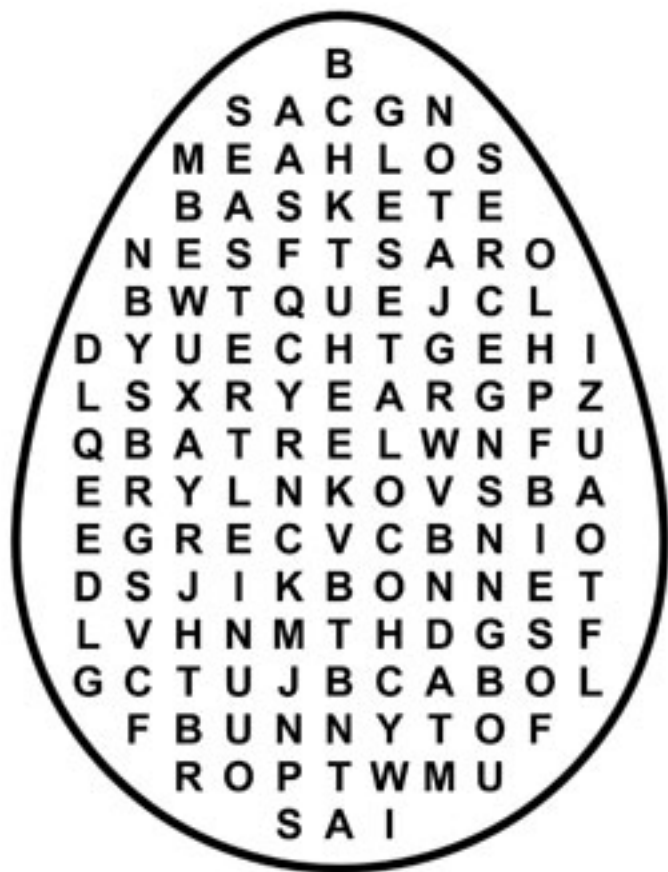 B
S A C G N
M E A H L O S
B A S K E T E
N E S F T S A R O
B W T Q U E J C L
D Y U E C H T G E H I
L S X R Y E A R G P Z
Q B A T R E L W N F U
E R Y L N K O V S B A
E G R E C V C B N I O
D S J I K B O N N E T
L V H N M T H D G S F
G C T U J B C A B O L
F B U N N Y T O F
R O P T W M U
S A I